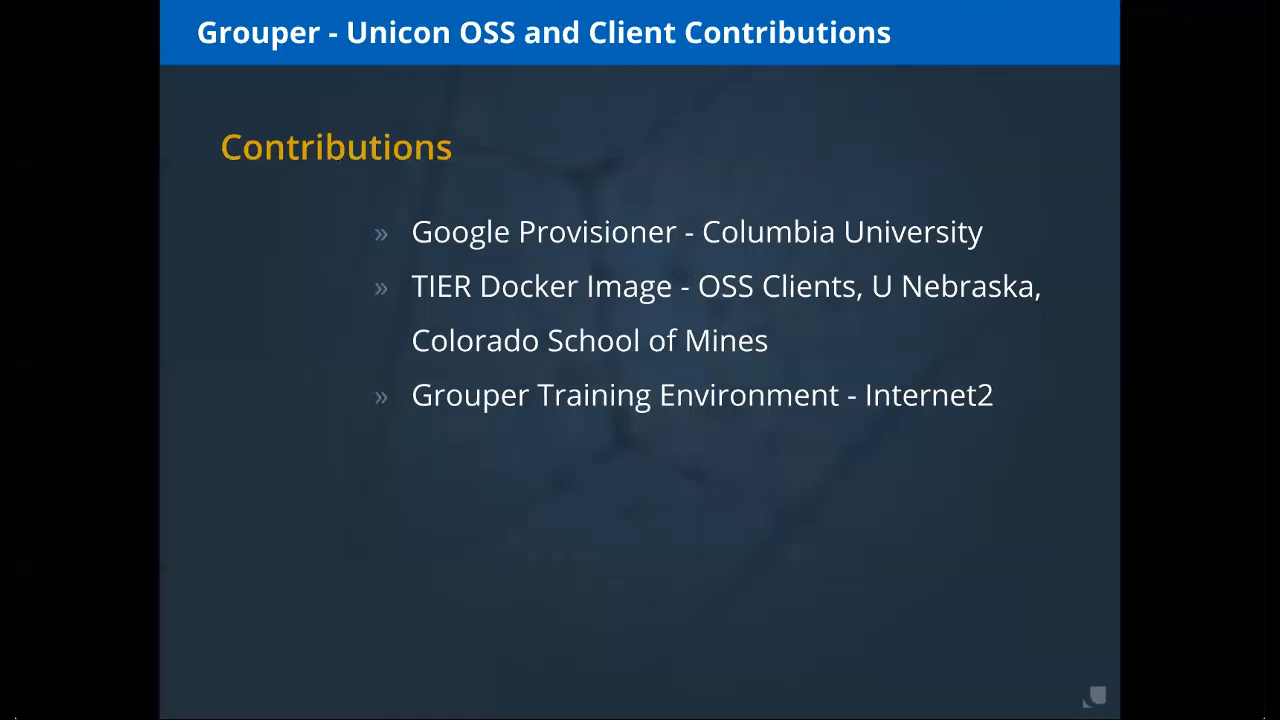 Grouper - Unicon OSS and Client Contributions
Contributions
» Google Provisioner - Columbia University
» TIER Docker Image - OSS Clients, U Nebraska,
Colorado School of Mines
» Grouper Training Environment - Internet2